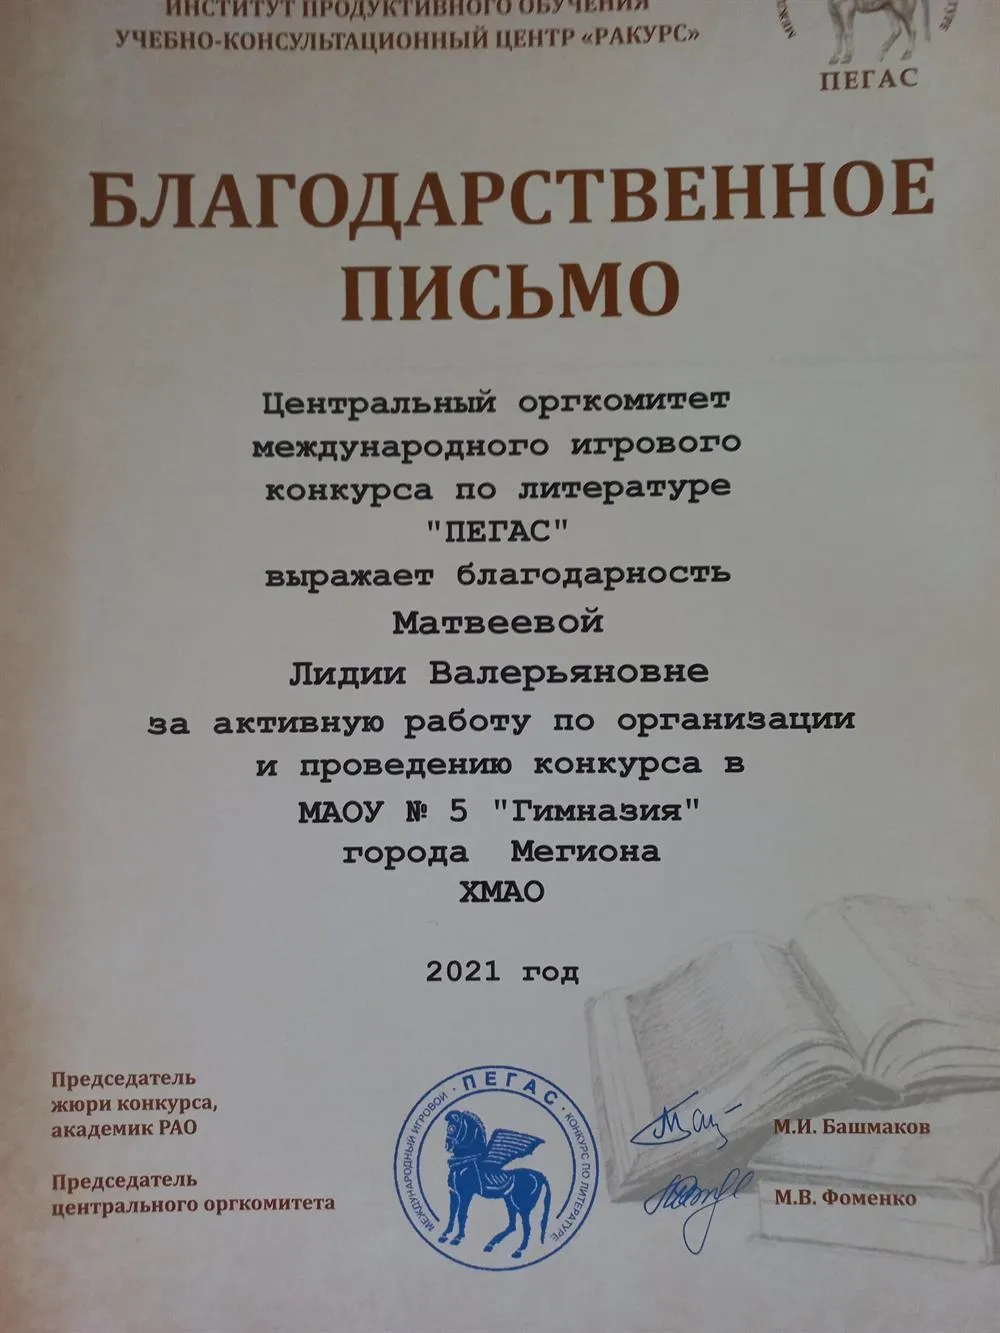 ИНСТИТУТ ПРОДУКТИВНОГО ОБУЧЕНИЯ
УЧЕБНО-КОНСУЛЬТАЦИОННЫЙ ЦЕНТР «РАКУРС»
ПЕГАС
БЛАГОДАРСТВЕННОЕ
ПИСЬМО
Центральный оргкомитет
международного игрового
конкурса по литературе
"ПЕГАС"
выражает благодарность
Матвеевой
Лидии Валерьяновне
за активную работу по организации
и проведению конкурса в
МАОУ № 5 "Гимназия"
города Мегиона
ХМАО
2021 год
Председатель
жюри конкурса,
академик РАО
М.И. Башмаков
Председатель
центрального оргкомитета
М.В. Фоменко
ПЕГАС
МЕЖДУНАРОДНЫЙ ИГРОВОЙ КОНКУРС ПО ЛИТЕРАТУРЕ